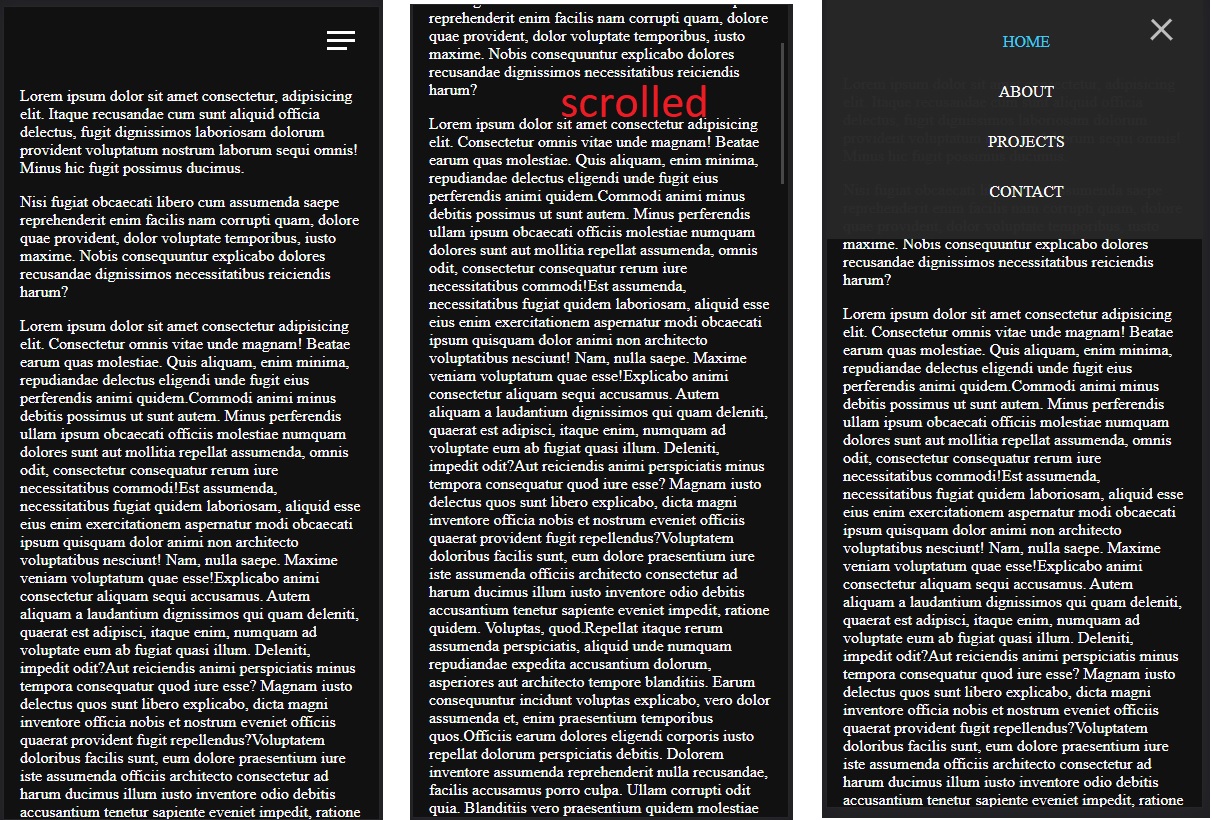 Lorem ipsum dolor sit amet consectetur, adipisicing
elit. Itaque recusandae cum sunt aliquid officia
delectus, fugit dignissimos laboriosam dolorum
provident voluptatum nostrum laborum sequi omnis!
Minus hic fugit possimus ducimus.
Nisi fugiat obcaecati libero cum assumenda saepe
reprehenderit enim facilis nam corrupti quam, dolore
quae provident, dolor voluptate temporibus, iusto
maxime. Nobis consequuntur explicabo dolores
recusandae dignissimos necessitatibus reiciendis
harum?
Lorem ipsum dolor sit amet consectetur adipisicing
elit. Consectetur omnis vitae unde magnam! Beatae
earum quas molestiae. Quis aliquam, enim minima,
repudiandae delectus eligendi unde fugit eius
perferendis animi quidem.Commodi animi minus
debitis possimus ut sunt autem. Minus perferendis
ullam ipsum obcaecati officiis molestiae numquam
dolores sunt aut mollitia repellat assumenda, omnis
odit, consectetur consequatur rerum iure
necessitatibus commodi!Est assumenda,
necessitatibus fugiat quidem laboriosam, aliquid esse
eius enim exercitationem aspernatur modi obcaecati
ipsum quisquam dolor animi non architecto
voluptatibus nesciunt! Nam, nulla saepe. Maxime
veniam voluptatum quae esse!Explicabo animi
consectetur aliquam sequi accusamus. Autem
aliquam a laudantium dignissimos qui quam deleniti,
quaerat est adipisci, itaque enim, numquam ad
voluptate eum ab fugiat quasi illum. Deleniti,
impedit odit?Aut reiciendis animi perspiciatis minus
tempora consequatur quod iure esse? Magnam iusto
delectus quos sunt libero explicabo, dicta magni
inventore officia nobis et nostrum eveniet officiis
quaerat provident fugit repellendus?Voluptatem
doloribus facilis sunt, eum dolore praesentium iure
iste assumenda officiis architecto consectetur ad
harum ducimus illum iusto inventore odio debitis
accusantium tenetur sapiente eveniet impedit, ratione
reprehenderit enim facilis nam corrupti quam, dolore
quae provident, dolor voluptate temporibus, iusto
maxime. Nobis consequuntur explicabo dolores
recusandae dignissimos necessitatibus reiciendis
harum?
scrolled
Lorem ipsum dolor sit amet consectetur adipisicing
elit. Consectetur omnis vitae unde magnam! Beatae
earum quas molestiae. Quis aliquam, enim minima,
repudiandae delectus eligendi unde fugit eius
perferendis animi quidem.Commodi animi minus
debitis possimus ut sunt autem. Minus perferendis
ullam ipsum obcaecati officiis molestiae numquam
dolores sunt aut mollitia repellat assumenda, omnis
odit, consectetur consequatur rerum iure
necessitatibus commodi!Est assumenda,
necessitatibus fugiat quidem laboriosam, aliquid esse
eius enim exercitationem aspernatur modi obcaecati
ipsum quisquam dolor animi non architecto
voluptatibus nesciunt! Nam, nulla saepe. Maxime
veniam voluptatum quae esse!Explicabo animi
consectetur aliquam sequi accusamus. Autem
aliquam a laudantium dignissimos qui quam deleniti,
quaerat est adipisci, itaque enim, numquam ad
voluptate eum ab fugiat quasi illum. Deleniti,
impedit odit?Aut reiciendis animi perspiciatis minus
tempora consequatur quod iure esse? Magnam iusto
delectus quos sunt libero explicabo, dicta magni
inventore officia nobis et nostrum eveniet officiis
quaerat provident fugit repellendus?Voluptatem
doloribus facilis sunt, eum dolore praesentium iure
iste assumenda officiis architecto consectetur ad
harum ducimus illum iusto inventore odio debitis
accusantium tenetur sapiente eveniet impedit, ratione
quidem. Voluptas, quod.Repellat itaque rerum
assumenda perspiciatis, aliquid unde numquam
repudiandae expedita accusantium dolorum,
asperiores aut architecto tempore blanditiis. Earum
consequuntur incidunt voluptas explicabo, vero dolor
assumenda et, enim praesentium temporibus
quos.Officiis earum dolores eligendi corporis iusto
repellat dolorum perspiciatis debitis. Dolorem
inventore assumenda reprehenderit nulla recusandae,
facilis accusamus porro culpa. Ullam corrupti odit
quia. Blanditiis vero praesentium quidem molestiae
HOME
ABOUT
PROJECTS
CONTACT
maxime. Nobis consequuntur explicabo dolores
recusandae dignissimos necessitatibus reiciendis
harum?
Lorem ipsum dolor sit amet consectetur adipisicing
elit. Consectetur omnis vitae unde magnam! Beatae
earum quas molestiae. Quis aliquam, enim minima,
repudiandae delectus eligendi unde fugit eius
perferendis animi quidem.Commodi animi minus
debitis possimus ut sunt autem. Minus perferendis
ullam ipsum obcaecati officiis molestiae numquam
dolores sunt aut mollitia repellat assumenda, omnis
odit, consectetur consequatur rerum iure
necessitatibus commodi!Est assumenda,
necessitatibus fugiat quidem laboriosam, aliquid esse
eius enim exercitationem aspernatur modi obcaecati
ipsum quisquam dolor animi non architecto
voluptatibus nesciunt! Nam, nulla saepe. Maxime
veniam voluptatum quae esse!Explicabo animi
consectetur aliquam sequi accusamus. Autem
aliquam a laudantium dignissimos qui quam deleniti,
quaerat est adipisci, itaque enim, numquam ad
voluptate eum ab fugiat quasi illum. Deleniti,
impedit odit?Aut reiciendis animi perspiciatis minus
tempora consequatur quod iure esse? Magnam iusto
delectus quos sunt libero explicabo, dicta magni
inventore officia nobis et nostrum eveniet officiis
quaerat provident fugit repellendus?Voluptatem
doloribus facilis sunt, eum dolore praesentium iure
iste assumenda officiis architecto consectetur ad
harum ducimus illum iusto inventore odio debitis
accusantium tenetur sapiente eveniet impedit, ratione